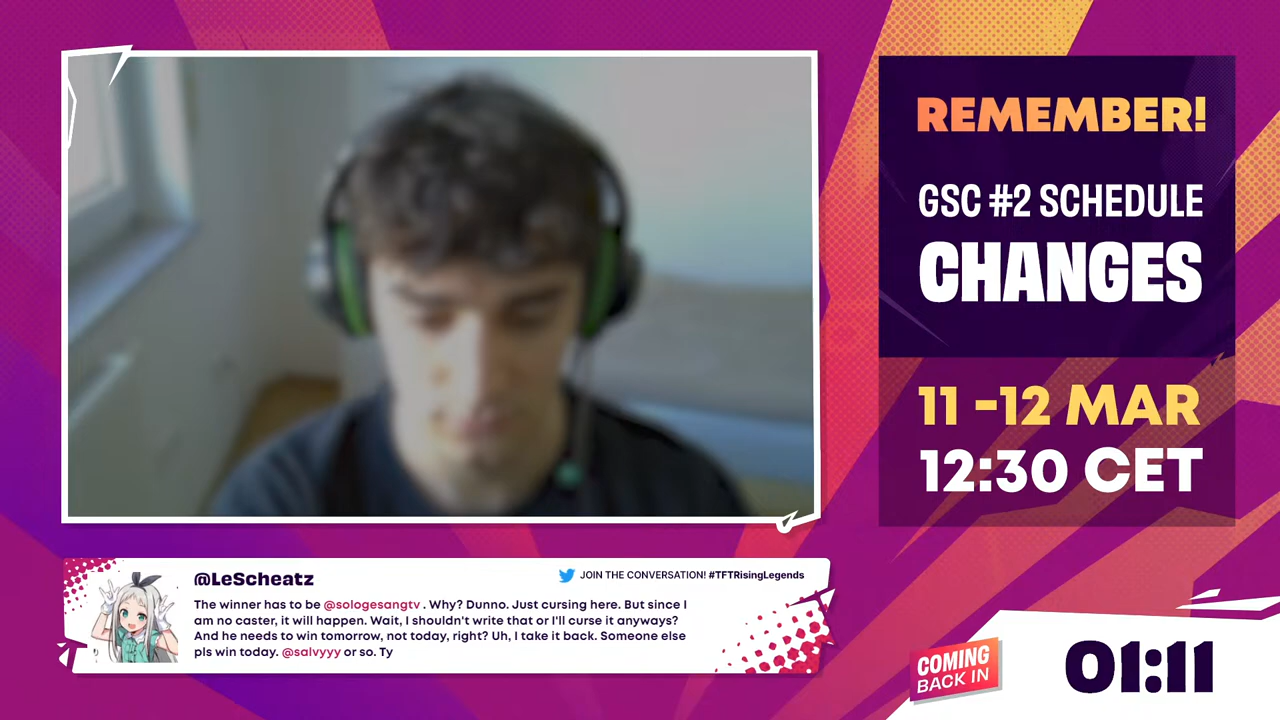 REMEMBER!
GSC #2 SCHEDULE
CHANGES
11 -12 MAR
12:30 CET
@LeScheatz
JOIN THE CONVERSATION! #TFTRisingLegends
The winner has to be @sologesangtv . Why? Dunno. Just cursing here. But since I
am no caster, it will happen. Wait, I shouldn't write that or I'll curse it anyways?
And he needs to win tomorrow, not today, right? Uh, I take it back. Someone else
pls win today. @salvyyy or so. Ty
COMING
BACK IN
01:11